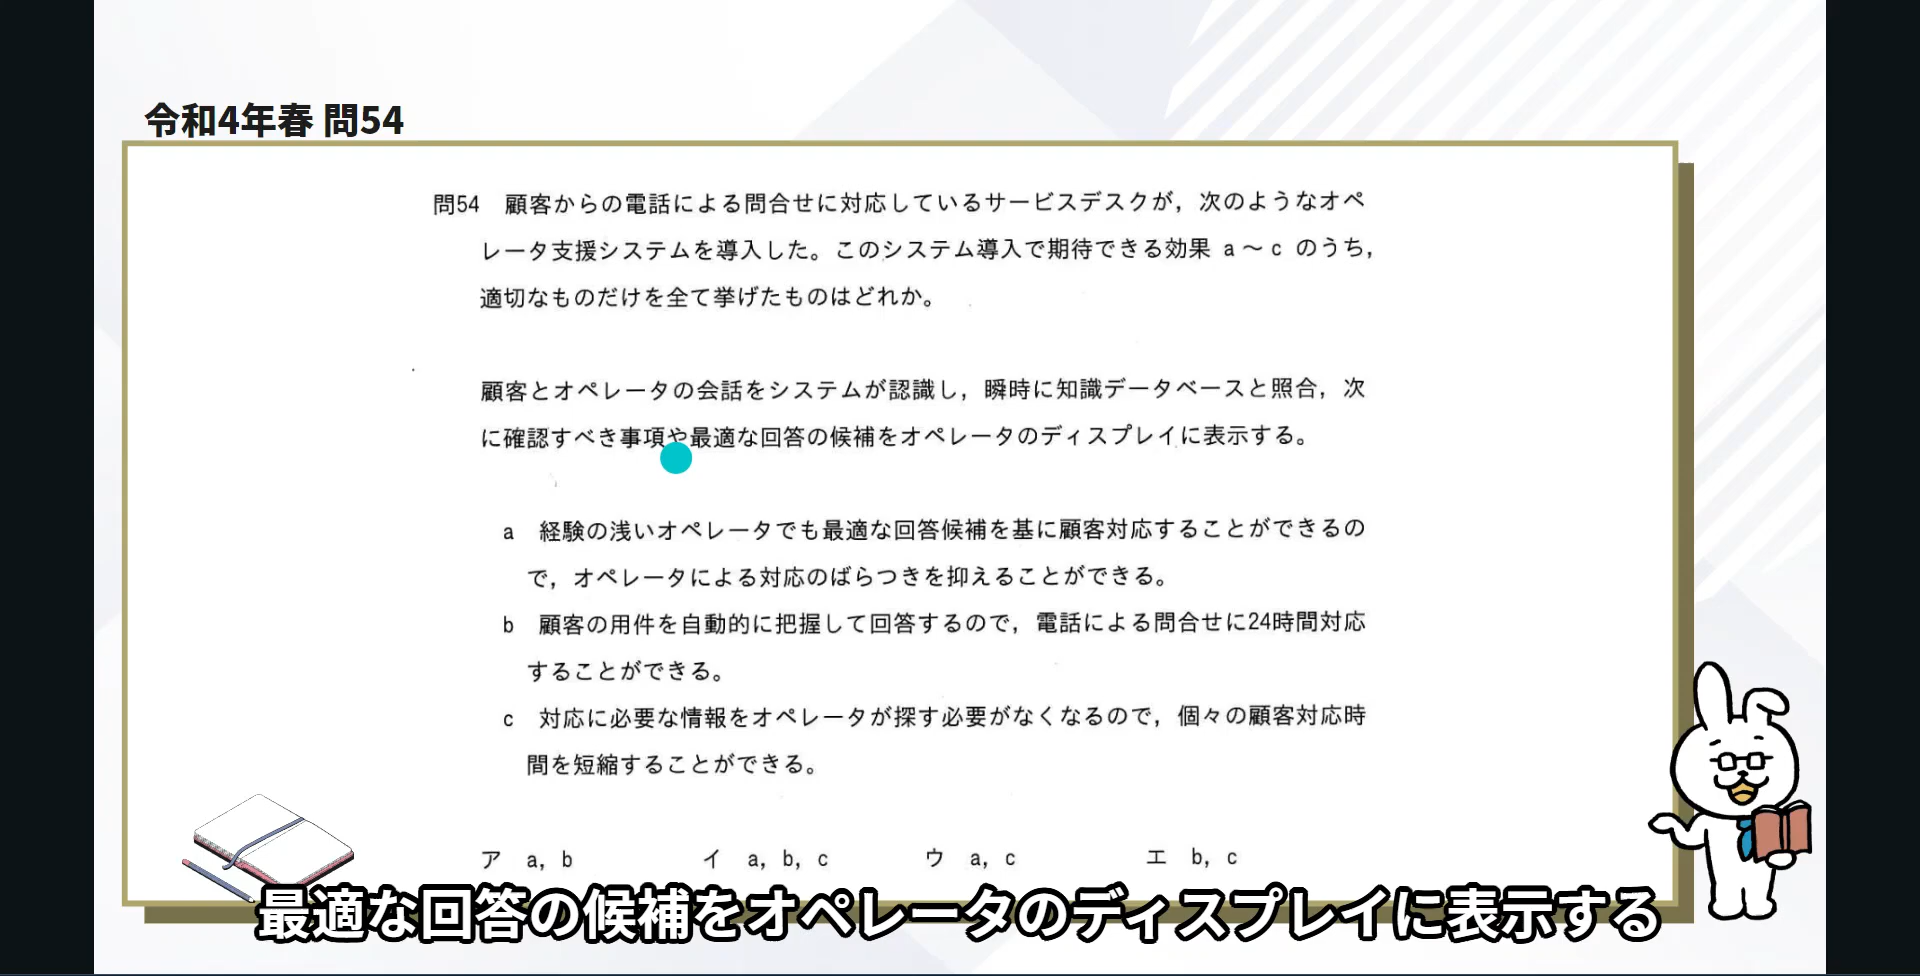 令和4年春 問54
問54　顧客からの電話による問合せに対応しているサービスデスクが，次のようなオペ
レータ支援システムを導入した。このシステム導入で期待できる効果 a～c のうち，
適切なものだけを全て挙げたものはどれか。
顧客とオペレータの会話をシステムが認識し，瞬時に知識データベースと照合，次
に確認すべき事項や最適な回答の候補をオペレータのディスプレイに表示する。
a　経験の浅いオペレータでも最適な回答候補を基に顧客対応することができるの
で，オペレータによる対応のばらつきを抑えることができる。
b　顧客の用件を自動的に把握して回答するので，電話による問合せに24時間対応
することができる。
c　対応に必要な情報をオペレータが探す必要がなくなるので，個々の顧客対応時
間を短縮することができる。
ア　a，b　イ　a，b，c　ウ　a，c　エ　b，c
最適な回答の候補をオペレータのディスプレイに表示する